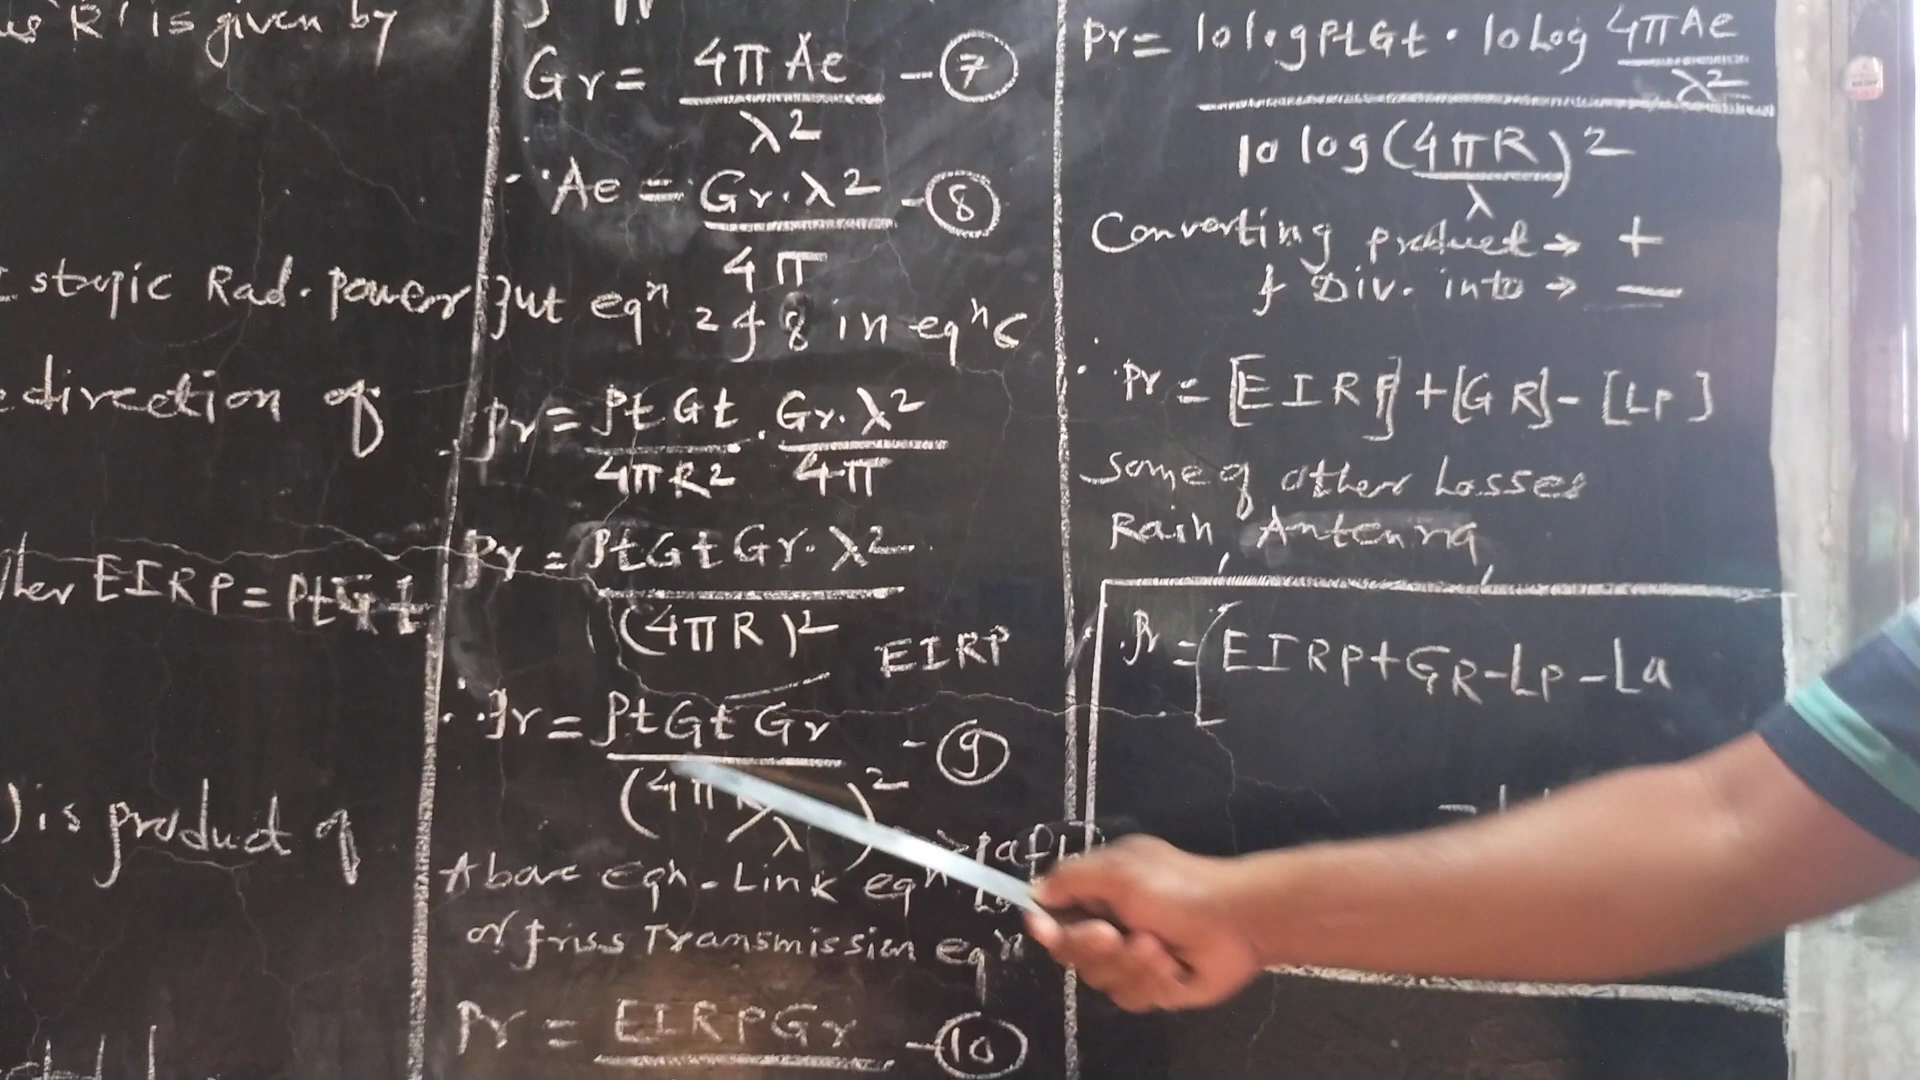 R' is given by
stopic Rad. power
direction of
EIRP = PtGt
) is product of
Gr = 4πAe / λ2 - (7)
∴ Ae = Gr.λ2 / 4π - (8)
put eqn 2 & 8 in eqn 6
Pr = PtGt / 4πR2 . Gr.λ2 / 4π
Pr = PtGtGr.λ2 / (4πR)2
EIRP
∴ Pr = PtGtGr / (4πR/λ)2 - (9)
Above eqn - Link eqn
or friss Transmission eqn
Pr = EIRPGr - (10)
Pr = 10logPtGt . 10Log 4πAe / λ2
10 log (4πR / λ)2
Converting product → +
& Div. into → -
∴ Pr = [EIRP] + [GR] - [LP]
Some of other Losses
Rain, Antenna,
Pr = [EIRP+GR-LP-La